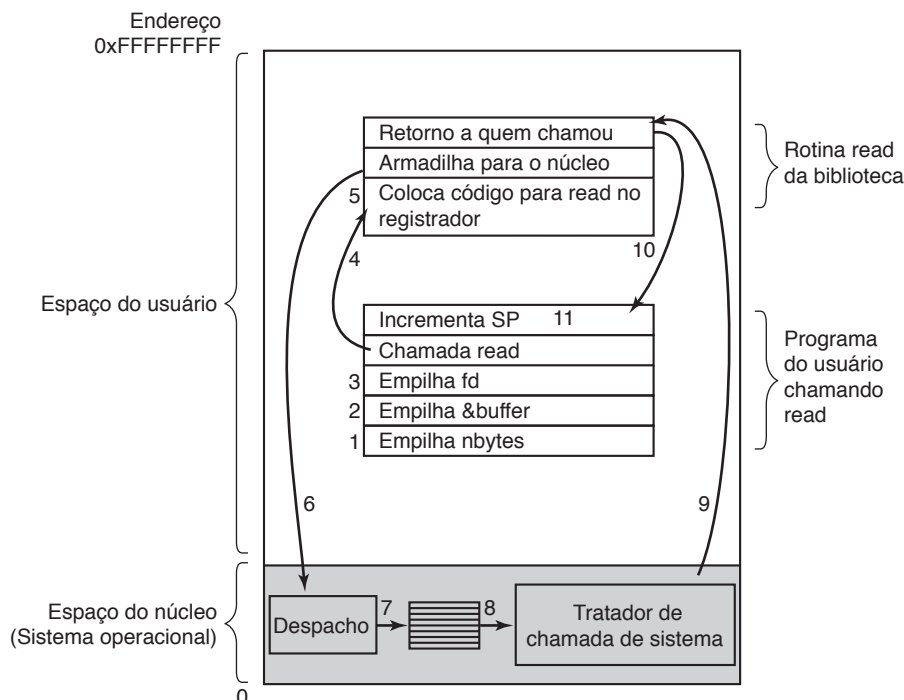 Endereço
0xFFFFFFFF
Retorno a quem chamou
Armadilha para o núcleo
5
Coloca código para read no
registrador
Rotina read
da biblioteca
4
10
Espaço do usuário
Incrementa SP
11
Chamada read
3
Empilha fd
2
Empilha &buffer
1
Empilha nbytes
Programa
do usuário
chamando
read
6
9
Espaço do núcleo
(Sistema operacional)
Despacho
7
8
Tratador de
chamada de sistema
0